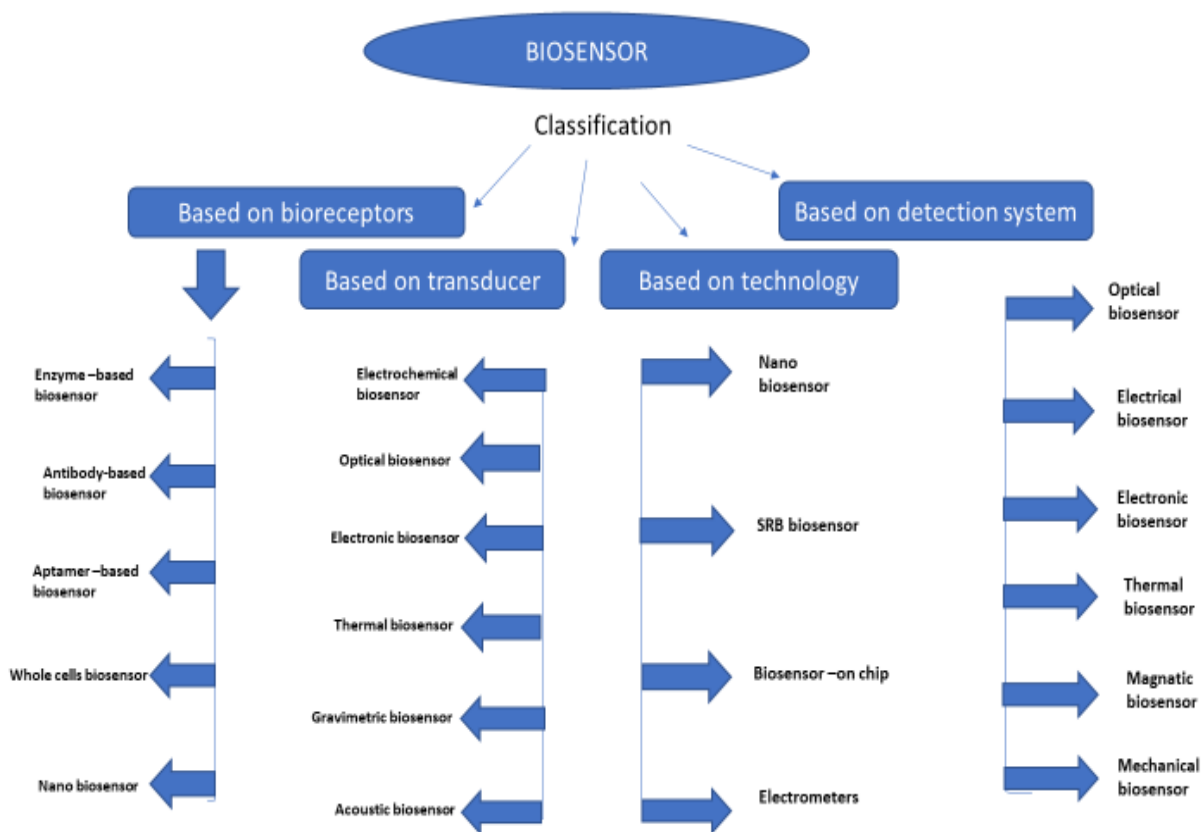 BIOSENSOR
Classification
Based on bioreceptors
Based on detection system
Based on transducer
Based on technology
Enzyme –based
biosensor
Antibody-based
biosensor
Aptamer –based
biosensor
Whole cells biosensor
Nano biosensor
Electrochemical
biosensor
Optical biosensor
Electronic biosensor
Thermal biosensor
Gravimetric biosensor
Acoustic biosensor
Nano
biosensor
SRB biosensor
Biosensor –on chip
Electrometers
Optical
biosensor
Electrical
biosensor
Electronic
biosensor
Thermal
biosensor
Magnatic
biosensor
Mechanical
biosensor